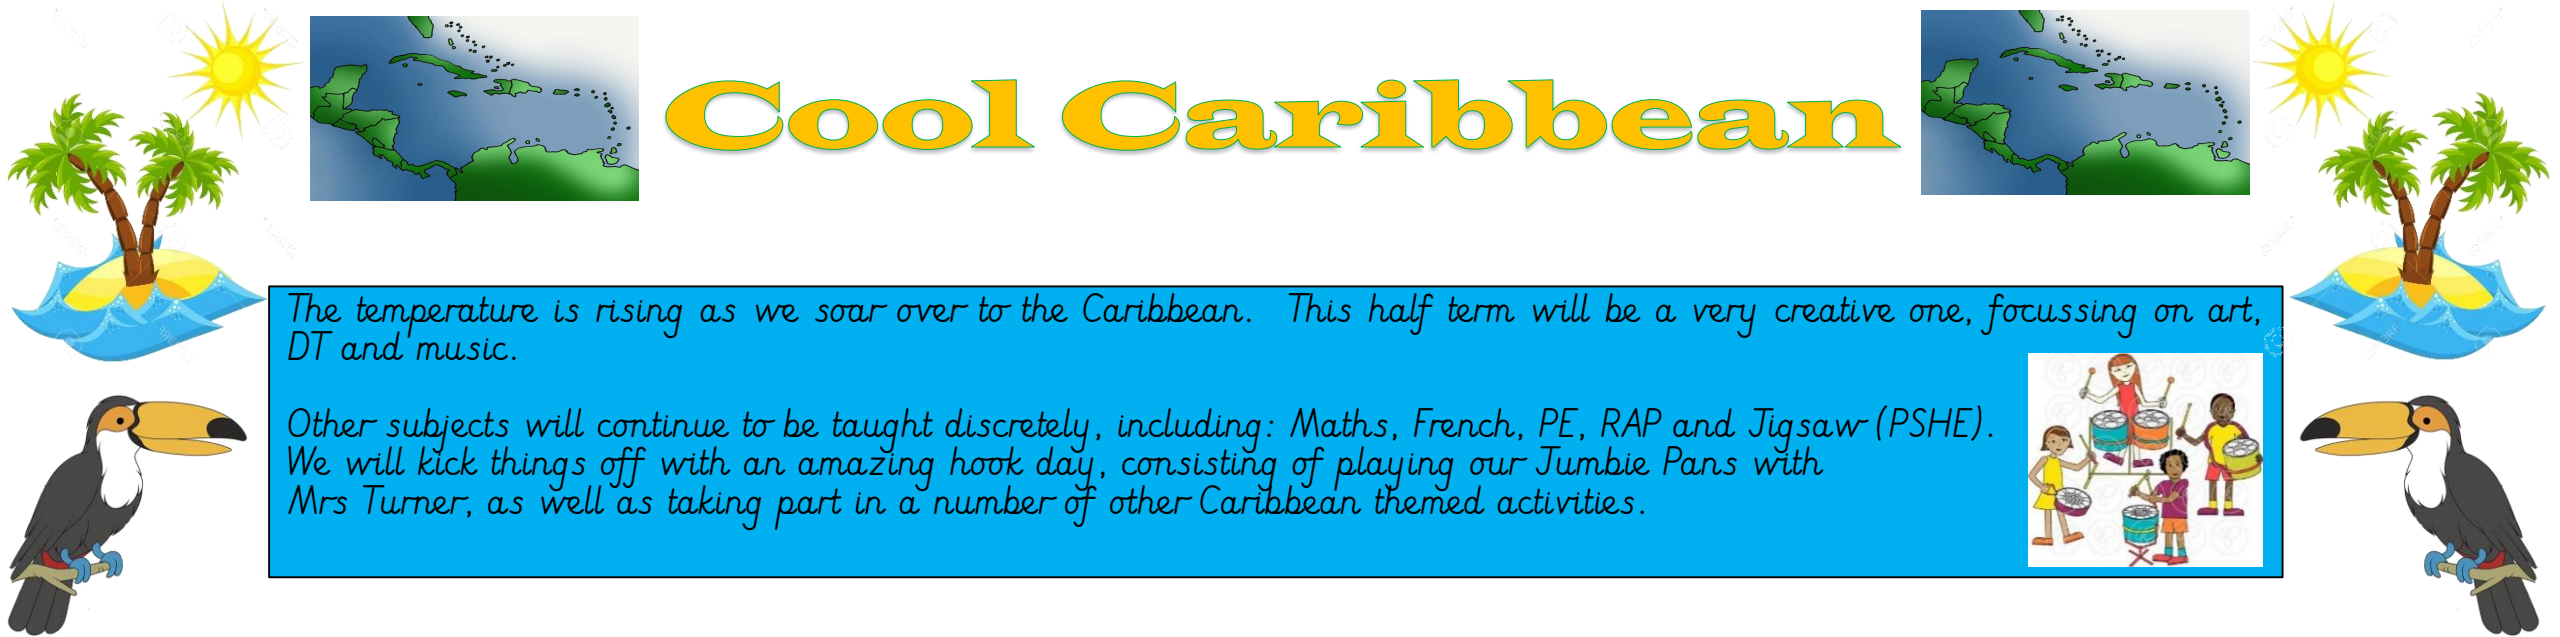 Cool Caribbean
The temperature is rising as we soar over to the Caribbean. This half term will be a very creative one, focussing on art,
DT and music.
Other subjects will continue to be taught discretely, including: Maths, French, PE, RAP and Jigsaw (PSHE).
We will kick things off with an amazing hook day, consisting of playing our Jumbie Pans with
Mrs Turner, as well as taking part in a number of other Caribbean themed activities.